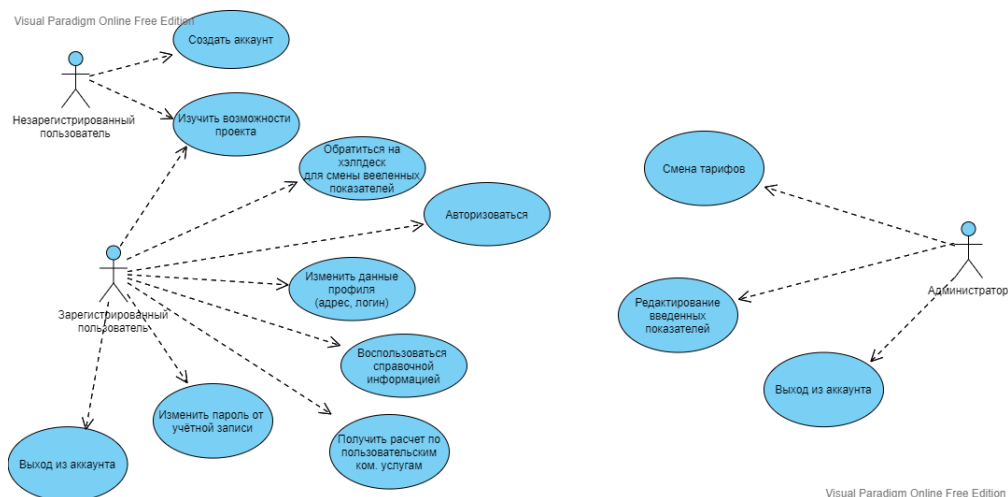 Visual Paradigm Online Free Edition
Создать аккаунт
Незарегистрированный
пользователь
Изучить возможности
проекта
Обратиться на
хэлпдеск
для смены вееленных
показателей
Авторизоваться
Зарегистрированный
пользователь
Изменить данные
профиля
(адрес, логин)
Воспользоваться
справочной
информацией
Изменить пароль от
учётной записи
Получить расчет по
пользовательским
ком. услугам
Выход из аккаунта
Смена тарифов
Администратор
Редактирование
введенных
показателей
Выход из аккаунта
Visual Paradigm Online Free Edition